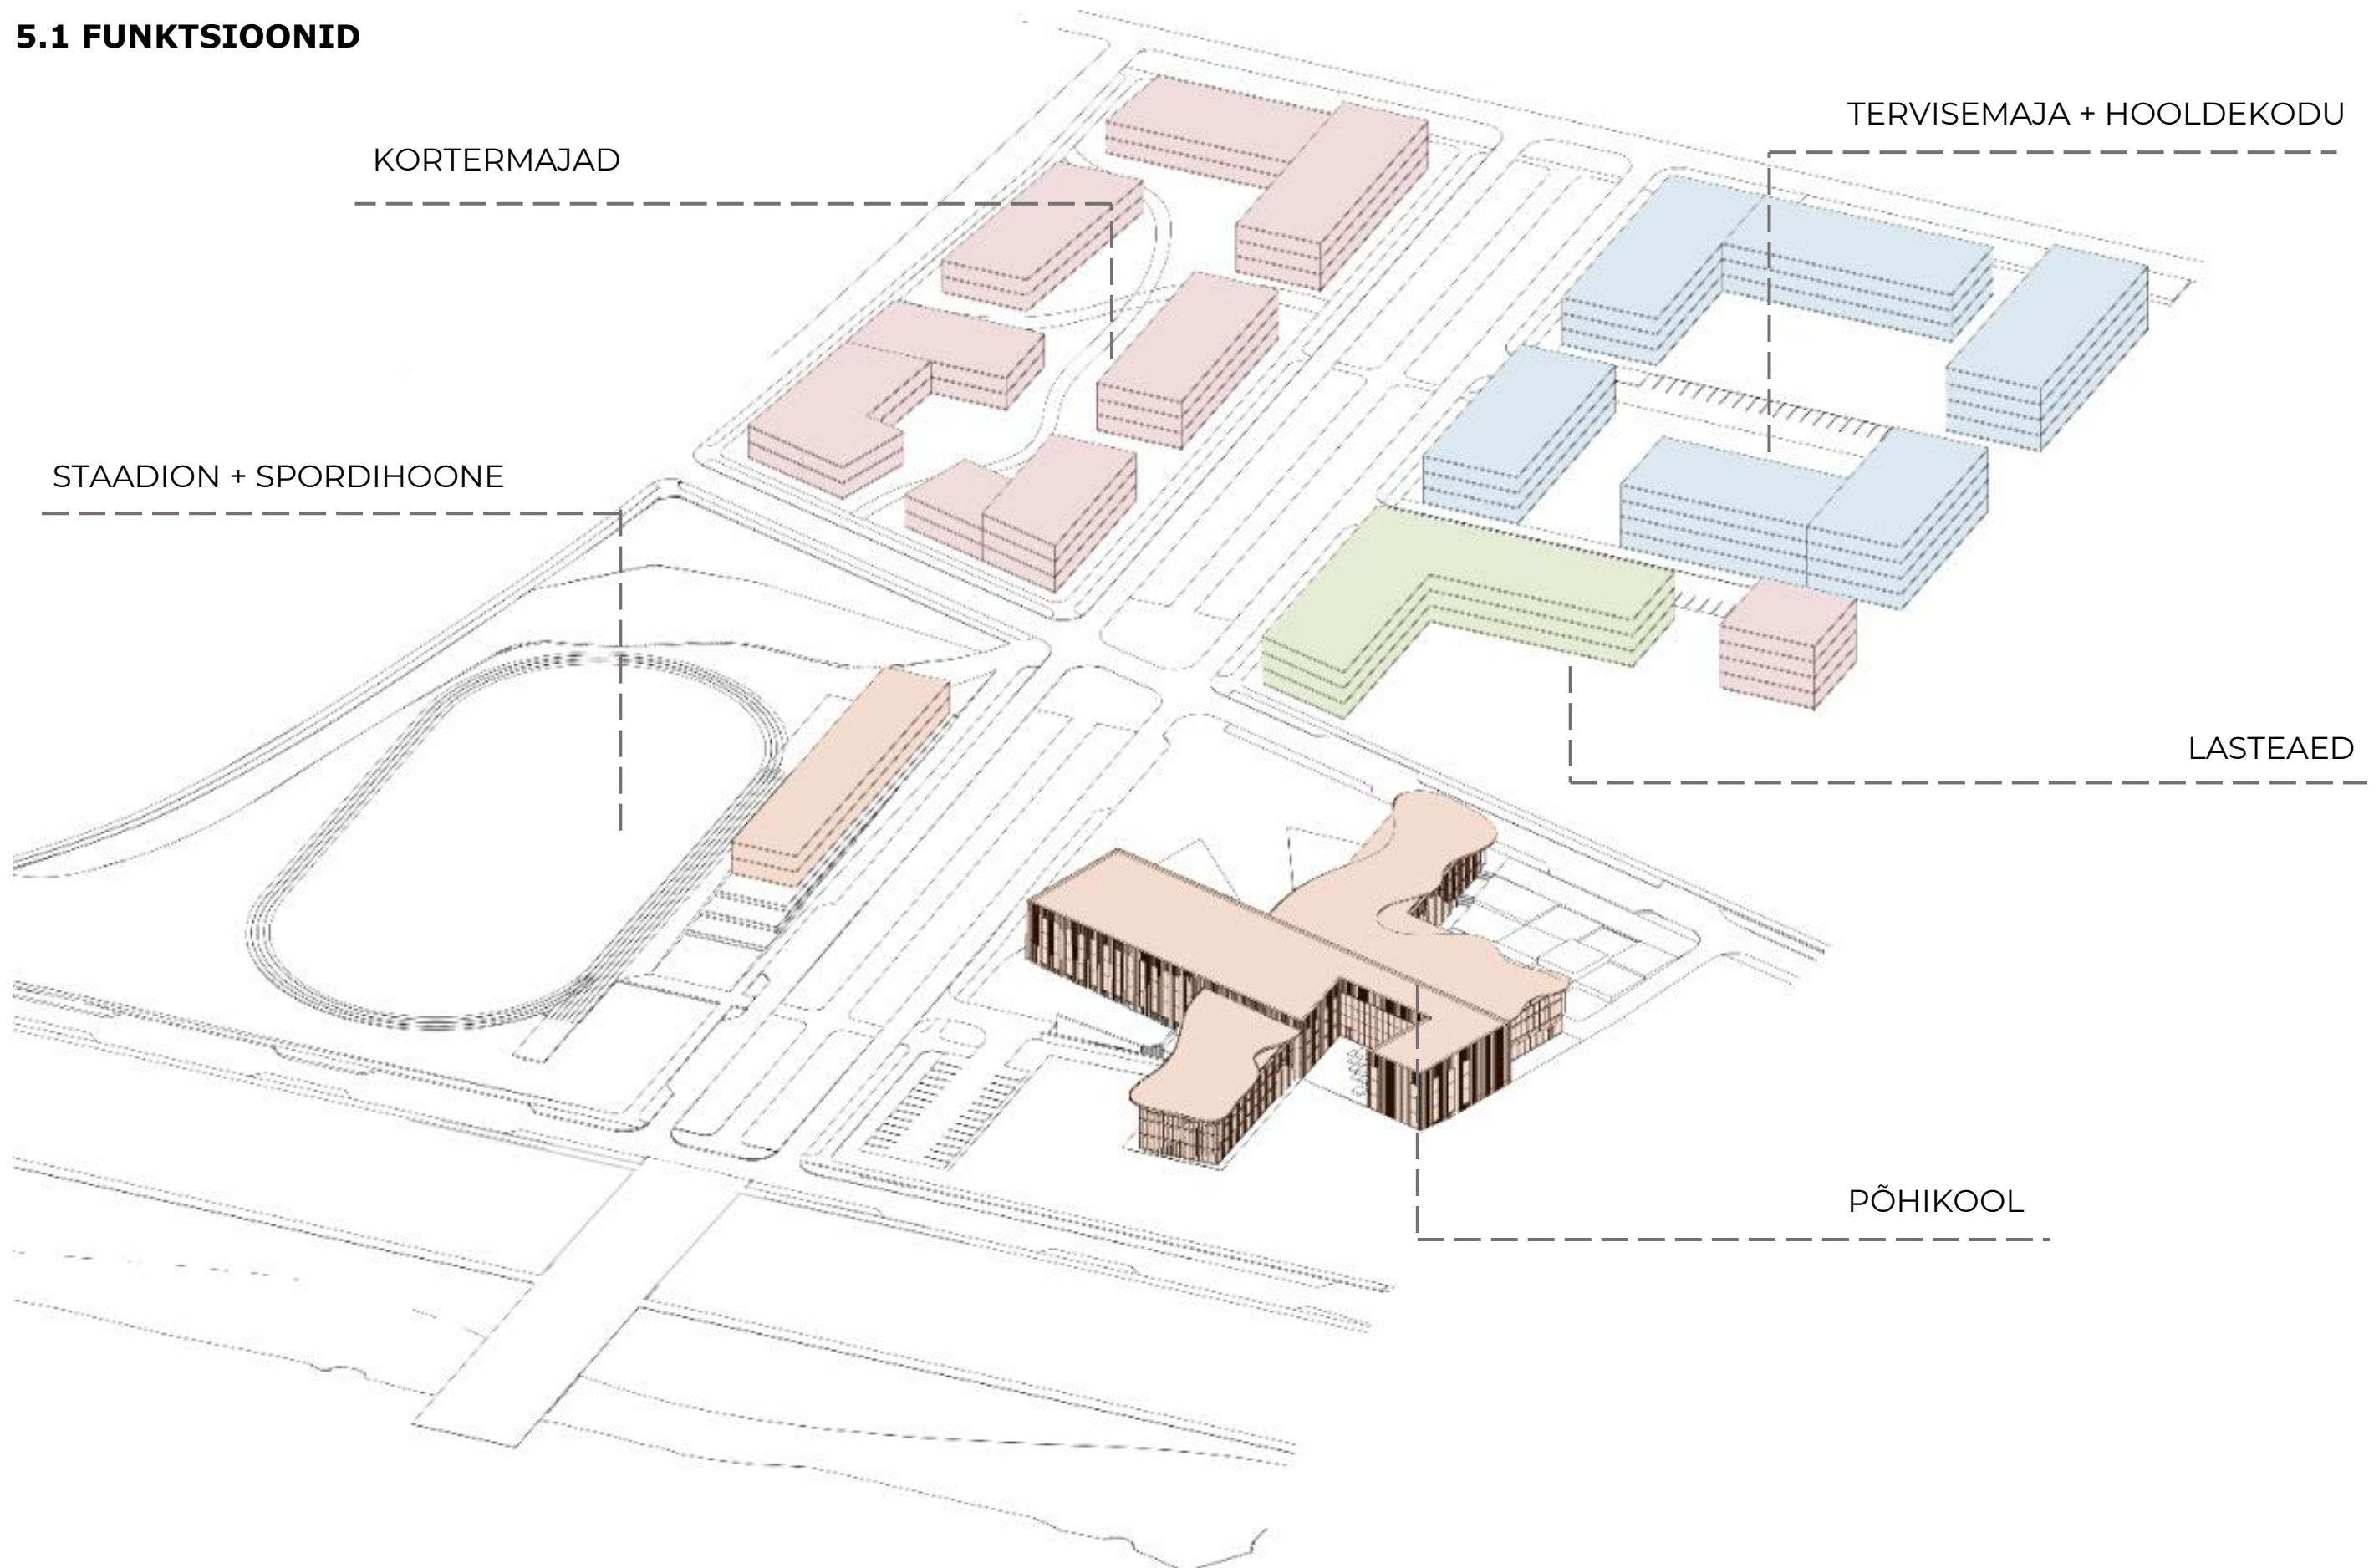 5.1 FUNKTSIOONID
TERVISEMAJA + HOOLDEKODU
KORTERMAJAD
STAADION + SPORDIHOONE
LASTEAED
PÕHIKOOL